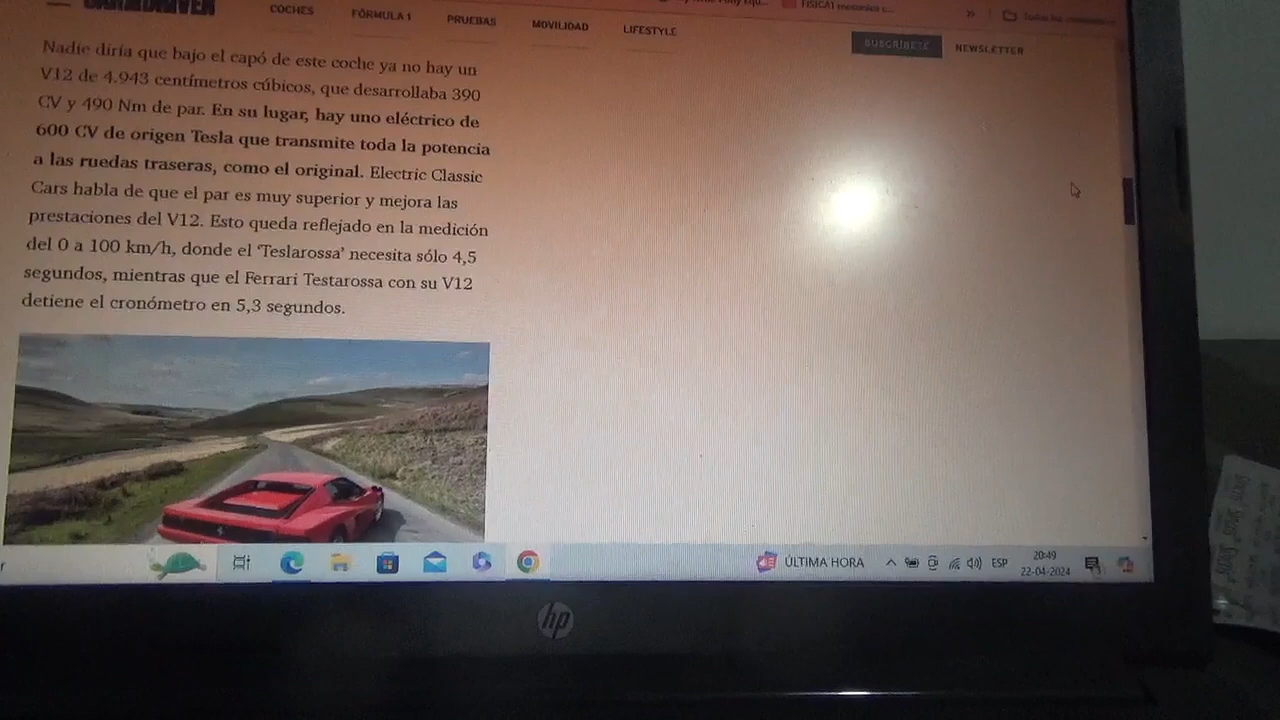 CAR AND DRIVER
COCHES
FÓRMULA 1
PRUEBAS
MOVILIDAD
LIFESTYLE
SUSCRÍBETE
NEWSLETTER
Nadie diría que bajo el capó de este coche ya no hay un
V12 de 4.943 centímetros cúbicos, que desarrollaba 390
CV y 490 Nm de par. En su lugar, hay uno eléctrico de
600 CV de origen Tesla que transmite toda la potencia
a las ruedas traseras, como el original. Electric Classic
Cars habla de que el par es muy superior y mejora las
prestaciones del V12. Esto queda reflejado en la medición
del 0 a 100 km/h, donde el 'Teslarossa' necesita sólo 4,5
segundos, mientras que el Ferrari Testarossa con su V12
detiene el cronómetro en 5,3 segundos.
ÚLTIMA HORA
ESP
20:49
22-04-2024
hp